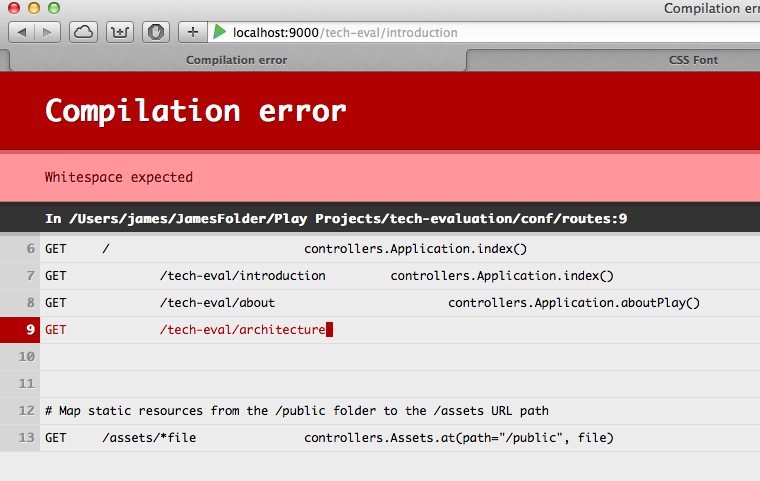 Compilation err
localhost:9000/tech-eval/introduction
Compilation error
CSS Font
Compilation error
Whitespace expected
In /Users/james/JamesFolder/Play Projects/tech-evaluation/conf/routes:9
6 GET / controllers.Application.index()
7 GET /tech-eval/introduction controllers.Application.index()
8 GET /tech-eval/about controllers.Application.aboutPlay()
9 GET /tech-eval/architecture
10
11
12 # Map static resources from the /public folder to the /assets URL path
13 GET /assets/*file controllers.Assets.at(path="/public", file)